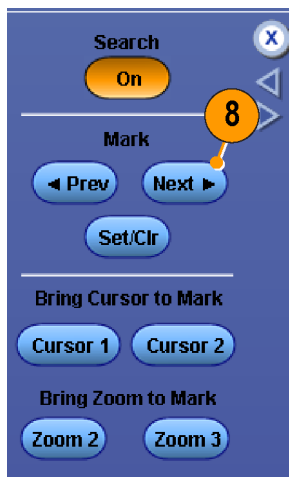 Search
X
On
8
Mark
◄ Prev
Next ►
Set/Clr
Bring Cursor to Mark
Cursor 1
Cursor 2
Bring Zoom to Mark
Zoom 2
Zoom 3